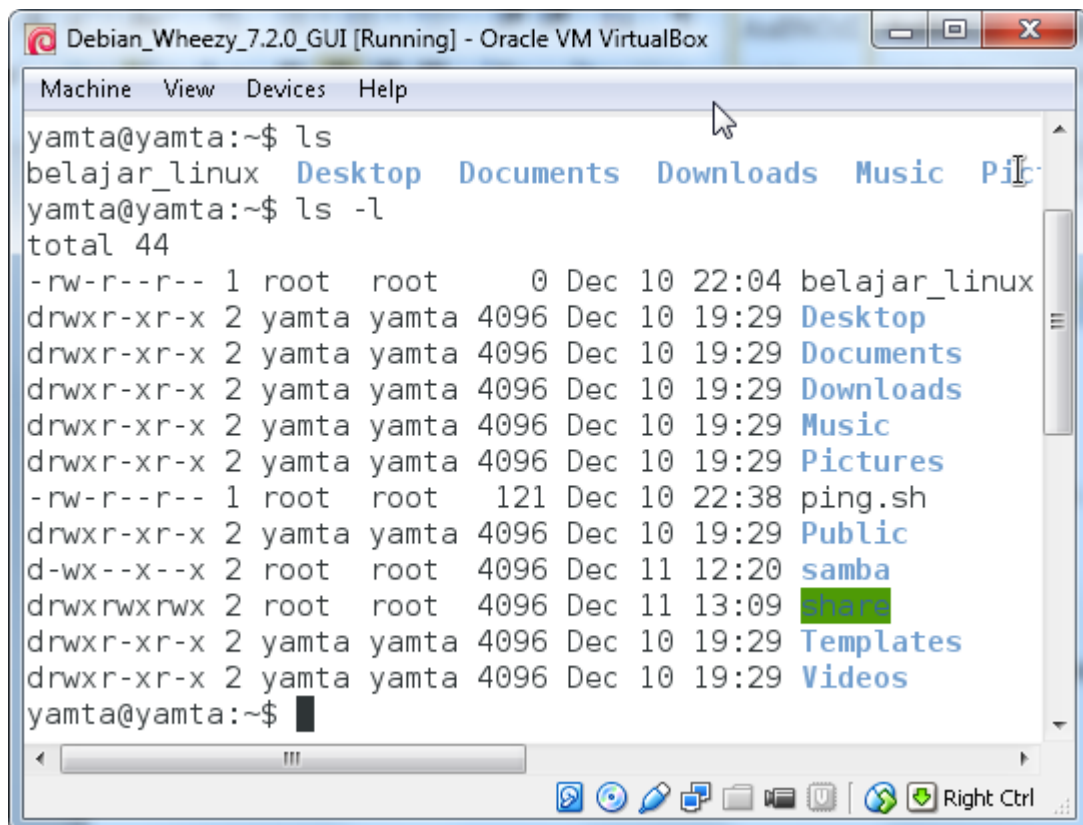 Debian_Wheezy_7.2.0_GUI [Running] - Oracle VM VirtualBox
Machine View Devices Help
yamta@yamta:~$ ls
belajar_linux Desktop Documents Downloads Music Pic
yamta@yamta:~$ ls -l
total 44
-rw-r--r-- 1 root root 0 Dec 10 22:04 belajar_linux
drwxr-xr-x 2 yamta yamta 4096 Dec 10 19:29 Desktop
drwxr-xr-x 2 yamta yamta 4096 Dec 10 19:29 Documents
drwxr-xr-x 2 yamta yamta 4096 Dec 10 19:29 Downloads
drwxr-xr-x 2 yamta yamta 4096 Dec 10 19:29 Music
drwxr-xr-x 2 yamta yamta 4096 Dec 10 19:29 Pictures
-rw-r--r-- 1 root root 121 Dec 10 22:38 ping.sh
drwxr-xr-x 2 yamta yamta 4096 Dec 10 19:29 Public
d-wx--x--x 2 root root 4096 Dec 11 12:20 samba
drwxrwxrwx 2 root root 4096 Dec 11 13:09 share
drwxr-xr-x 2 yamta yamta 4096 Dec 10 19:29 Templates
drwxr-xr-x 2 yamta yamta 4096 Dec 10 19:29 Videos
yamta@yamta:~$
Right Ctrl